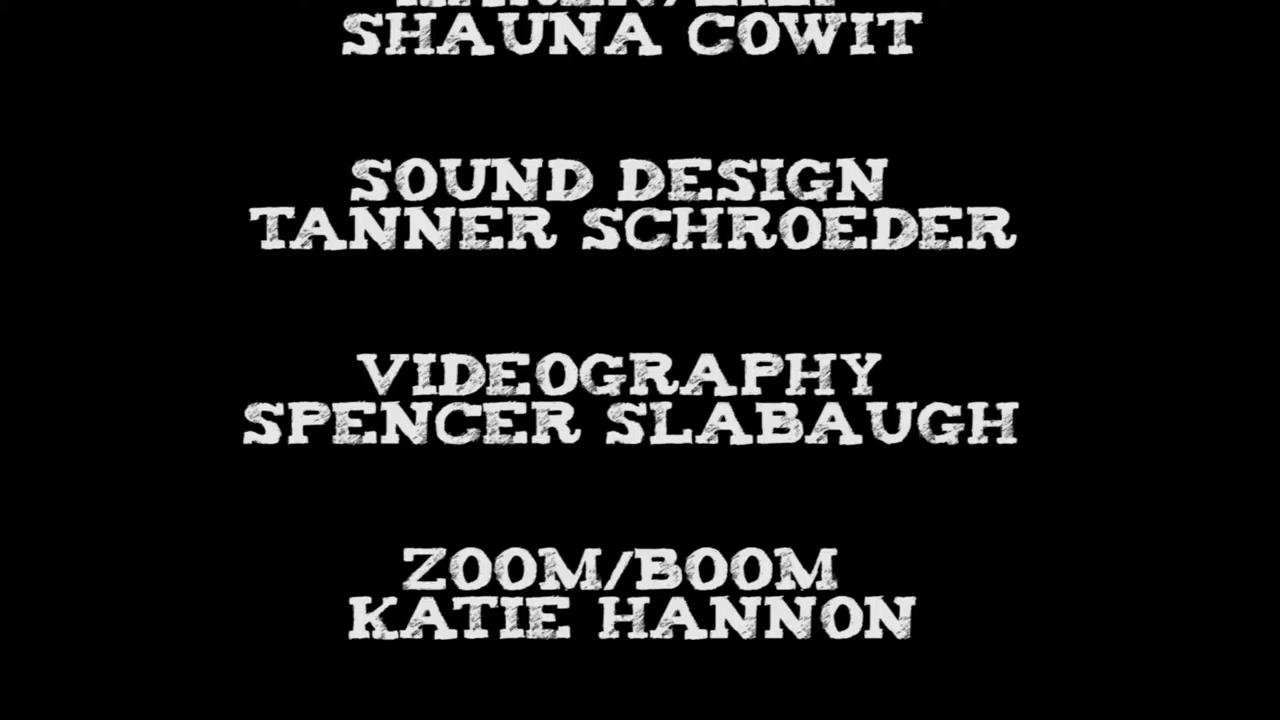 SHAUNA COWIT
SOUND DESIGN
TANNER SCHROEDER
VIDEOGRAPHY
SPENCER SLABAUGH
ZOOM/BOOM
KATIE HANNON